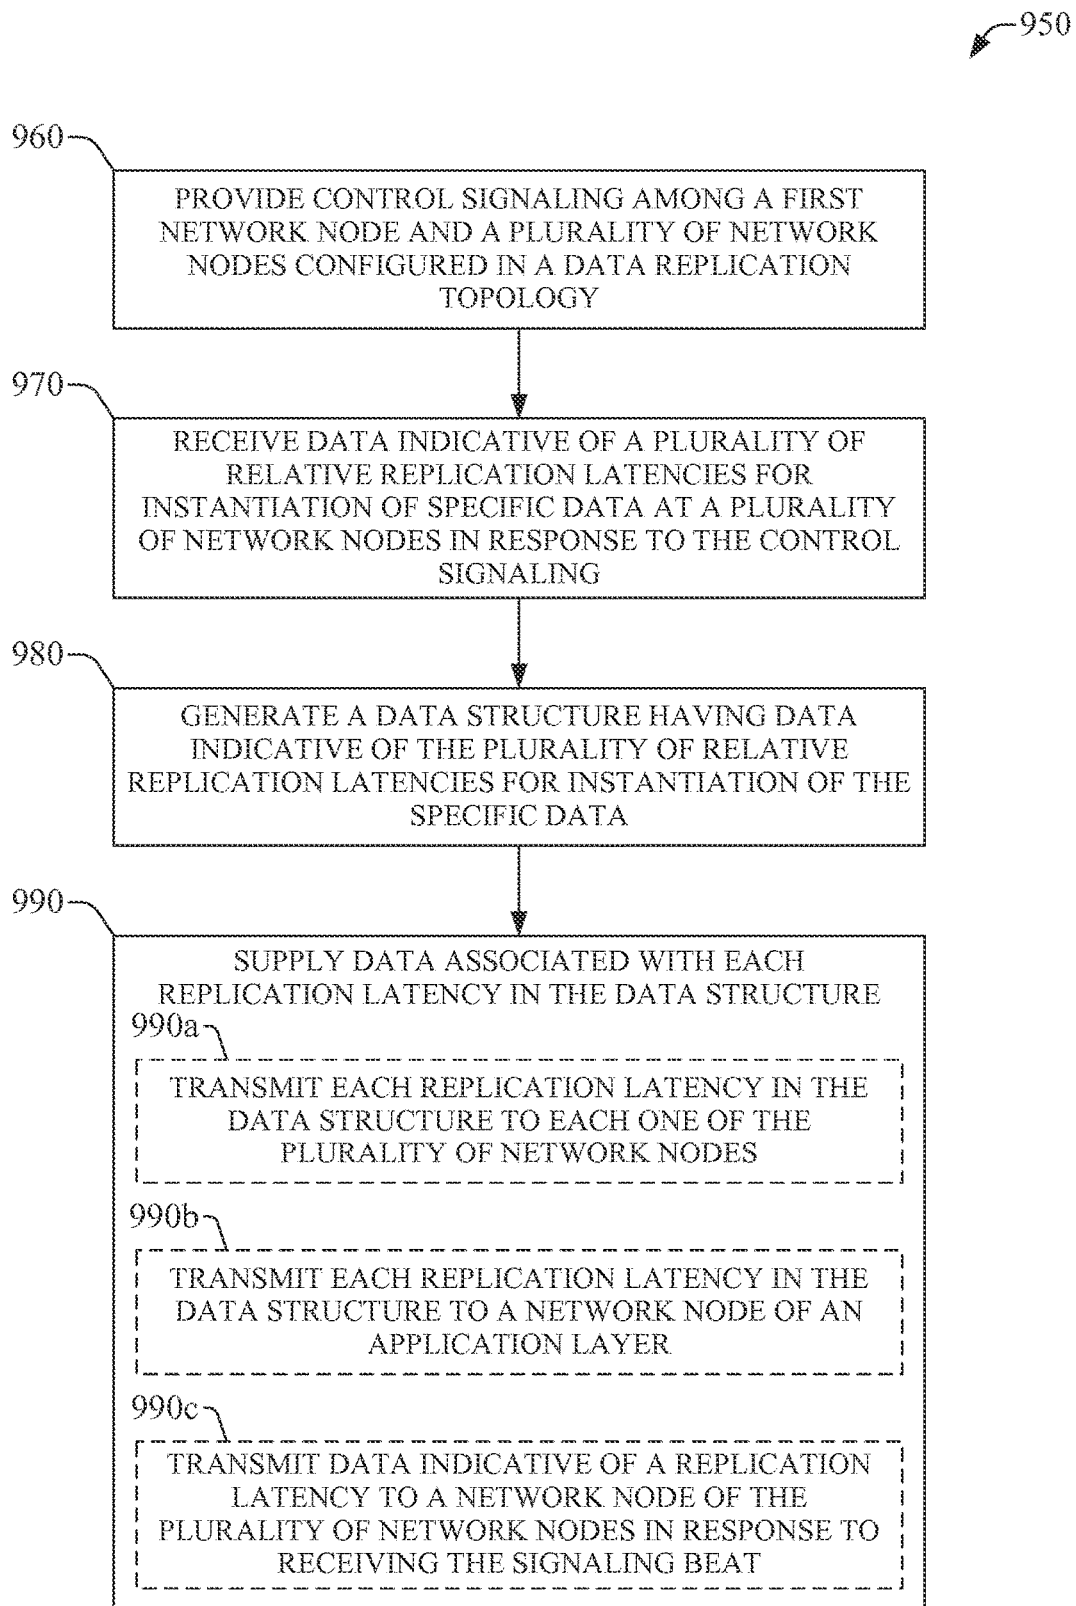 950
960
PROVIDE CONTROL SIGNALING AMONG A FIRST
NETWORK NODE AND A PLURALITY OF NETWORK
NODES CONFIGURED IN A DATA REPLICATION
TOPOLOGY
970
RECEIVE DATA INDICATIVE OF A PLURALITY OF
RELATIVE REPLICATION LATENCIES FOR
INSTANTIATION OF SPECIFIC DATA AT A PLURALITY
OF NETWORK NODES IN RESPONSE TO THE CONTROL
SIGNALING
980
GENERATE A DATA STRUCTURE HAVING DATA
INDICATIVE OF THE PLURALITY OF RELATIVE
REPLICATION LATENCIES FOR INSTANTIATION OF THE
SPECIFIC DATA
990
SUPPLY DATA ASSOCIATED WITH EACH
REPLICATION LATENCY IN THE DATA STRUCTURE
990a
TRANSMIT EACH REPLICATION LATENCY IN THE
DATA STRUCTURE TO EACH ONE OF THE
PLURALITY OF NETWORK NODES
990b
TRANSMIT EACH REPLICATION LATENCY IN THE
DATA STRUCTURE TO A NETWORK NODE OF AN
APPLICATION LAYER
990c
TRANSMIT DATA INDICATIVE OF A REPLICATION
LATENCY TO A NETWORK NODE OF THE
PLURALITY OF NETWORK NODES IN RESPONSE TO
RECEIVING THE SIGNALING BEAT